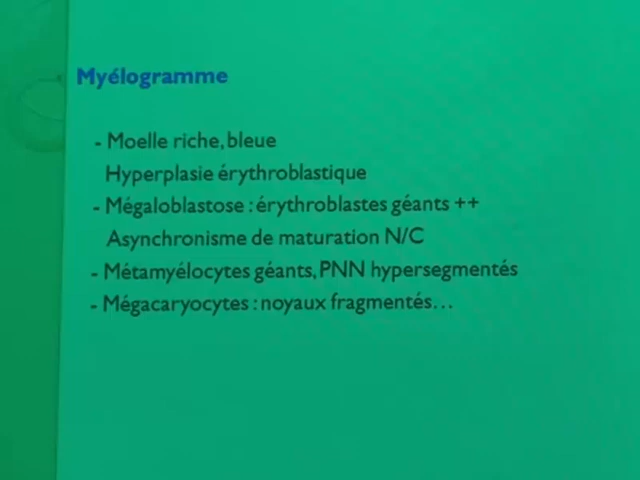 Myélogramme
- Moelle riche, bleue
Hyperplasie érythroblastique
- Mégaloblastose : érythroblastes géants ++
Asynchronisme de maturation N/C
- Métamyélocytes géants, PNN hypersegmentés
- Mégacaryocytes : noyaux fragmentés...